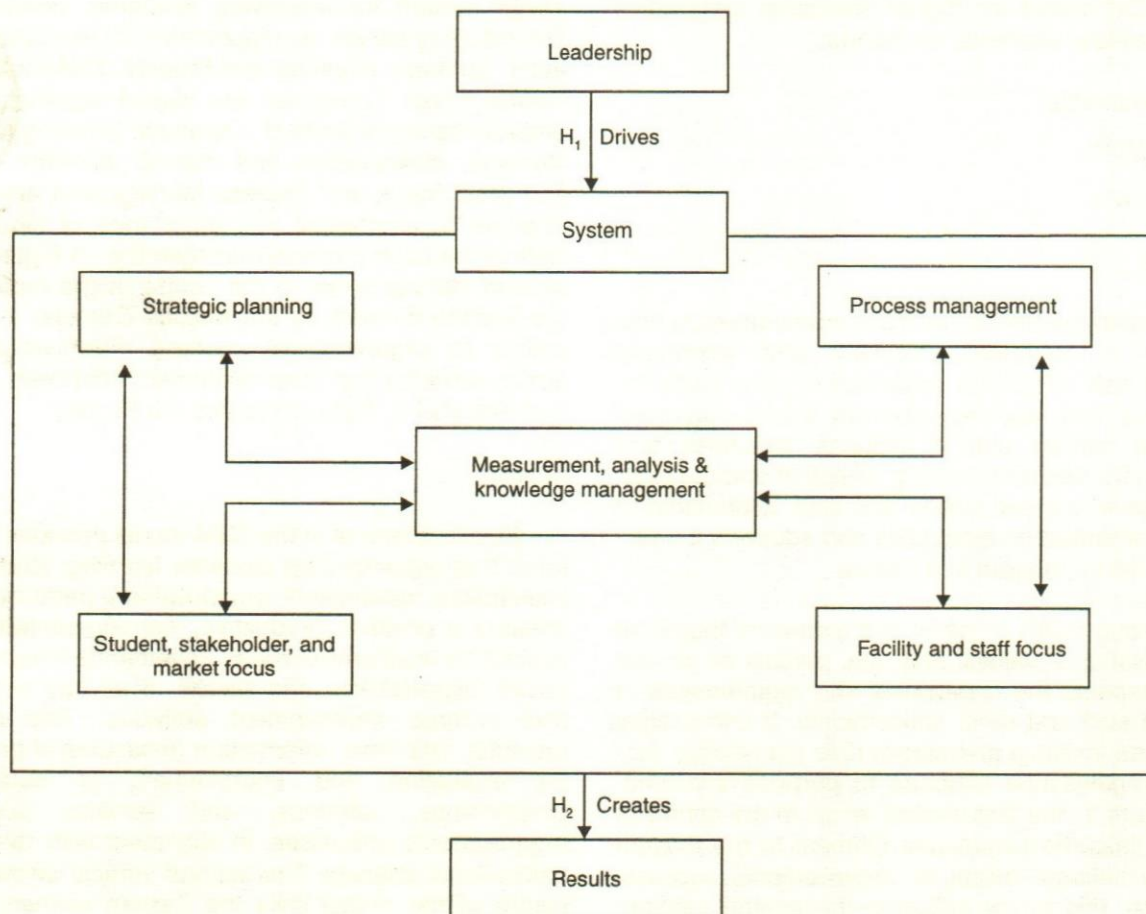 Leadership
H₁ Drives
System
Strategic planning
Process management
Measurement, analysis &
knowledge management
Student, stakeholder, and
market focus
Facility and staff focus
H₂ Creates
Results